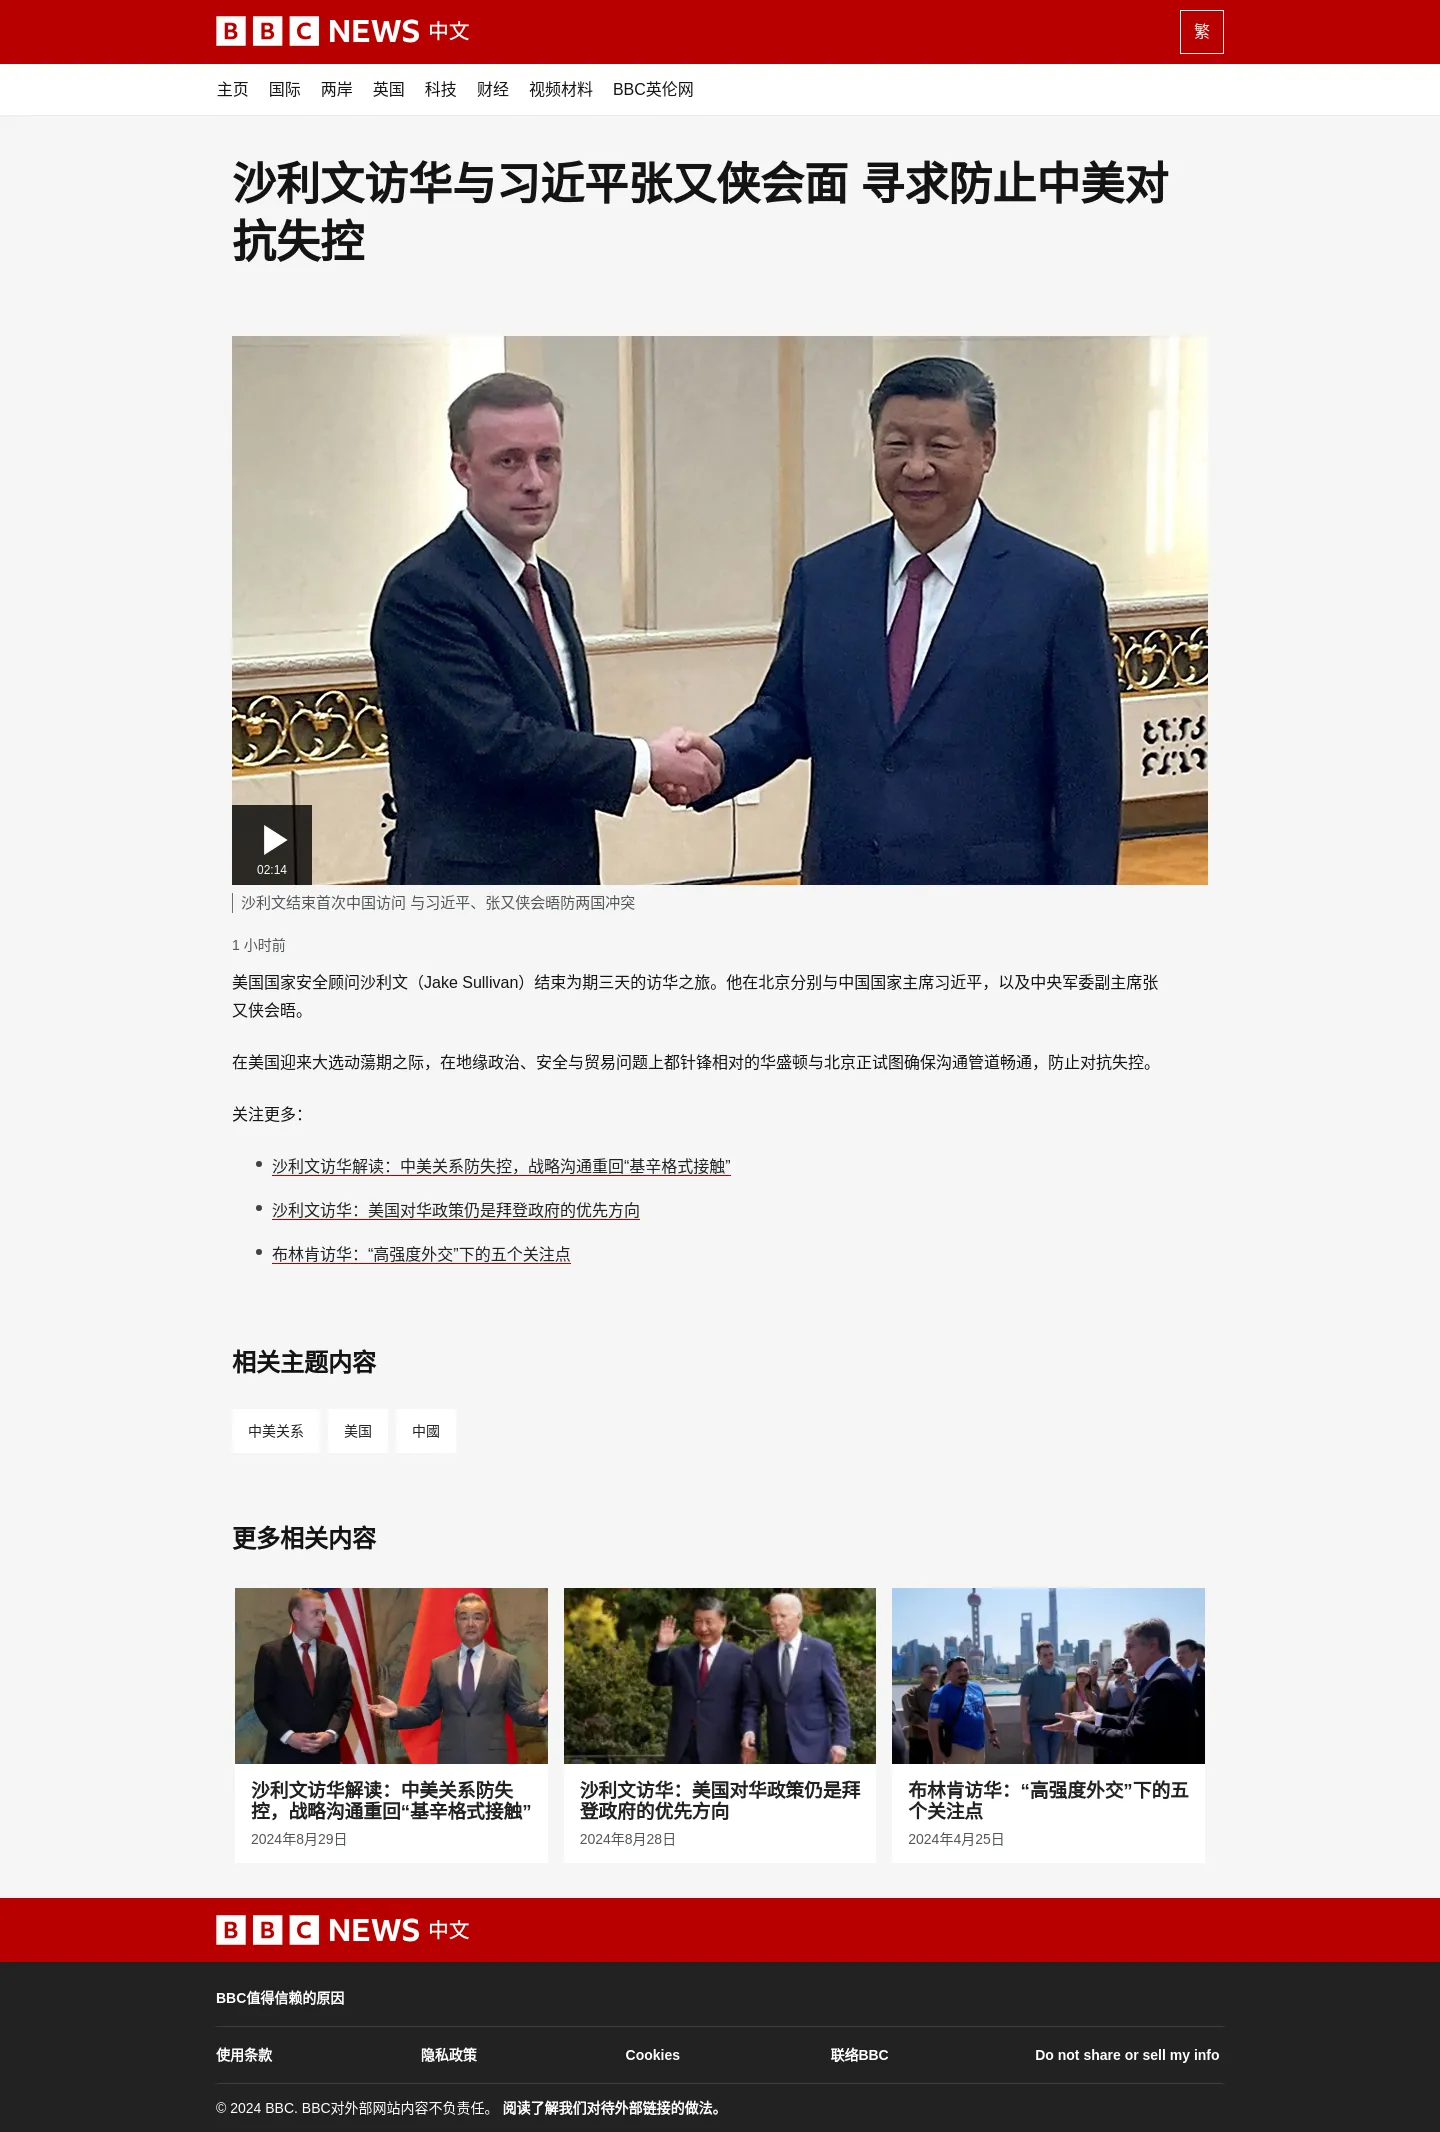 BBC NEWS 中文
繁
主页 国际 两岸 英国 科技 财经 视频材料 BBC英伦网
沙利文访华与习近平张又侠会面 寻求防止中美对
抗失控
02:14
沙利文结束首次中国访问 与习近平、张又侠会晤防两国冲突
1 小时前
美国国家安全顾问沙利文（Jake Sullivan）结束为期三天的访华之旅。他在北京分别与中国国家主席习近平，以及中央军委副主席张
又侠会晤。
在美国迎来大选动荡期之际，在地缘政治、安全与贸易问题上都针锋相对的华盛顿与北京正试图确保沟通管道畅通，防止对抗失控。
关注更多：
沙利文访华解读：中美关系防失控，战略沟通重回“基辛格式接触”
沙利文访华：美国对华政策仍是拜登政府的优先方向
布林肯访华：“高强度外交”下的五个关注点
相关主题内容
中美关系 美国 中國
更多相关内容
沙利文访华解读：中美关系防失
控，战略沟通重回“基辛格式接触”
2024年8月29日
沙利文访华：美国对华政策仍是拜
登政府的优先方向
2024年8月28日
布林肯访华：“高强度外交”下的五
个关注点
2024年4月25日
BBC NEWS 中文
BBC值得信赖的原因
使用条款 隐私政策 Cookies 联络BBC Do not share or sell my info
© 2024 BBC. BBC对外部网站内容不负责任。 阅读了解我们对待外部链接的做法。